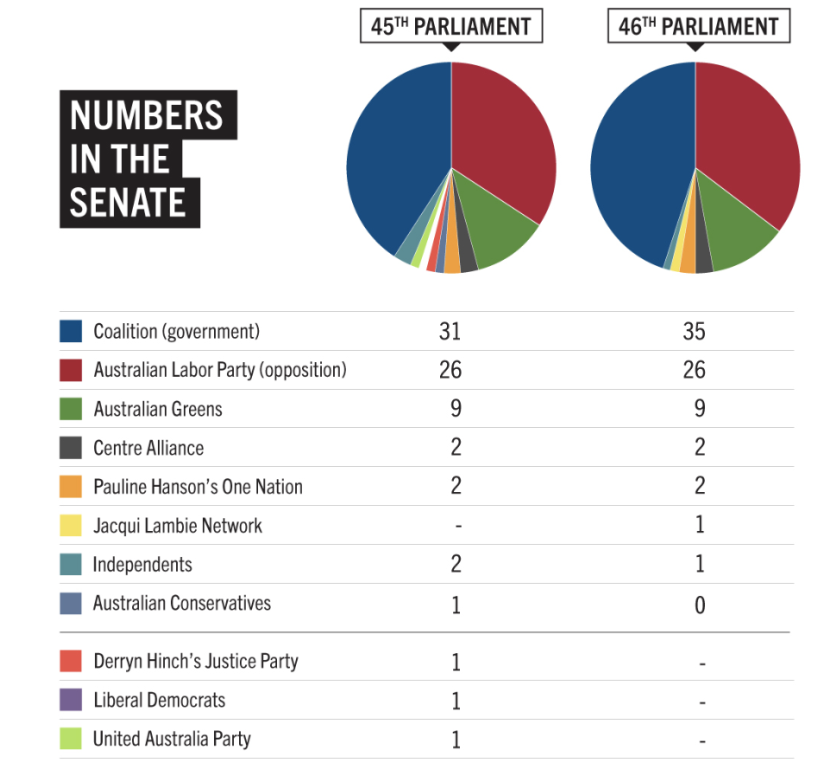 45TH PARLIAMENT
46TH PARLIAMENT
NUMBERS
IN THE
SENATE
Coalition (government) 31 35
Australian Labor Party (opposition) 26 26
Australian Greens 9 9
Centre Alliance 2 2
Pauline Hanson's One Nation 2 2
Jacqui Lambie Network - 1
Independents 2 1
Australian Conservatives 1 0
Derryn Hinch's Justice Party 1 -
Liberal Democrats 1 -
United Australia Party 1 -